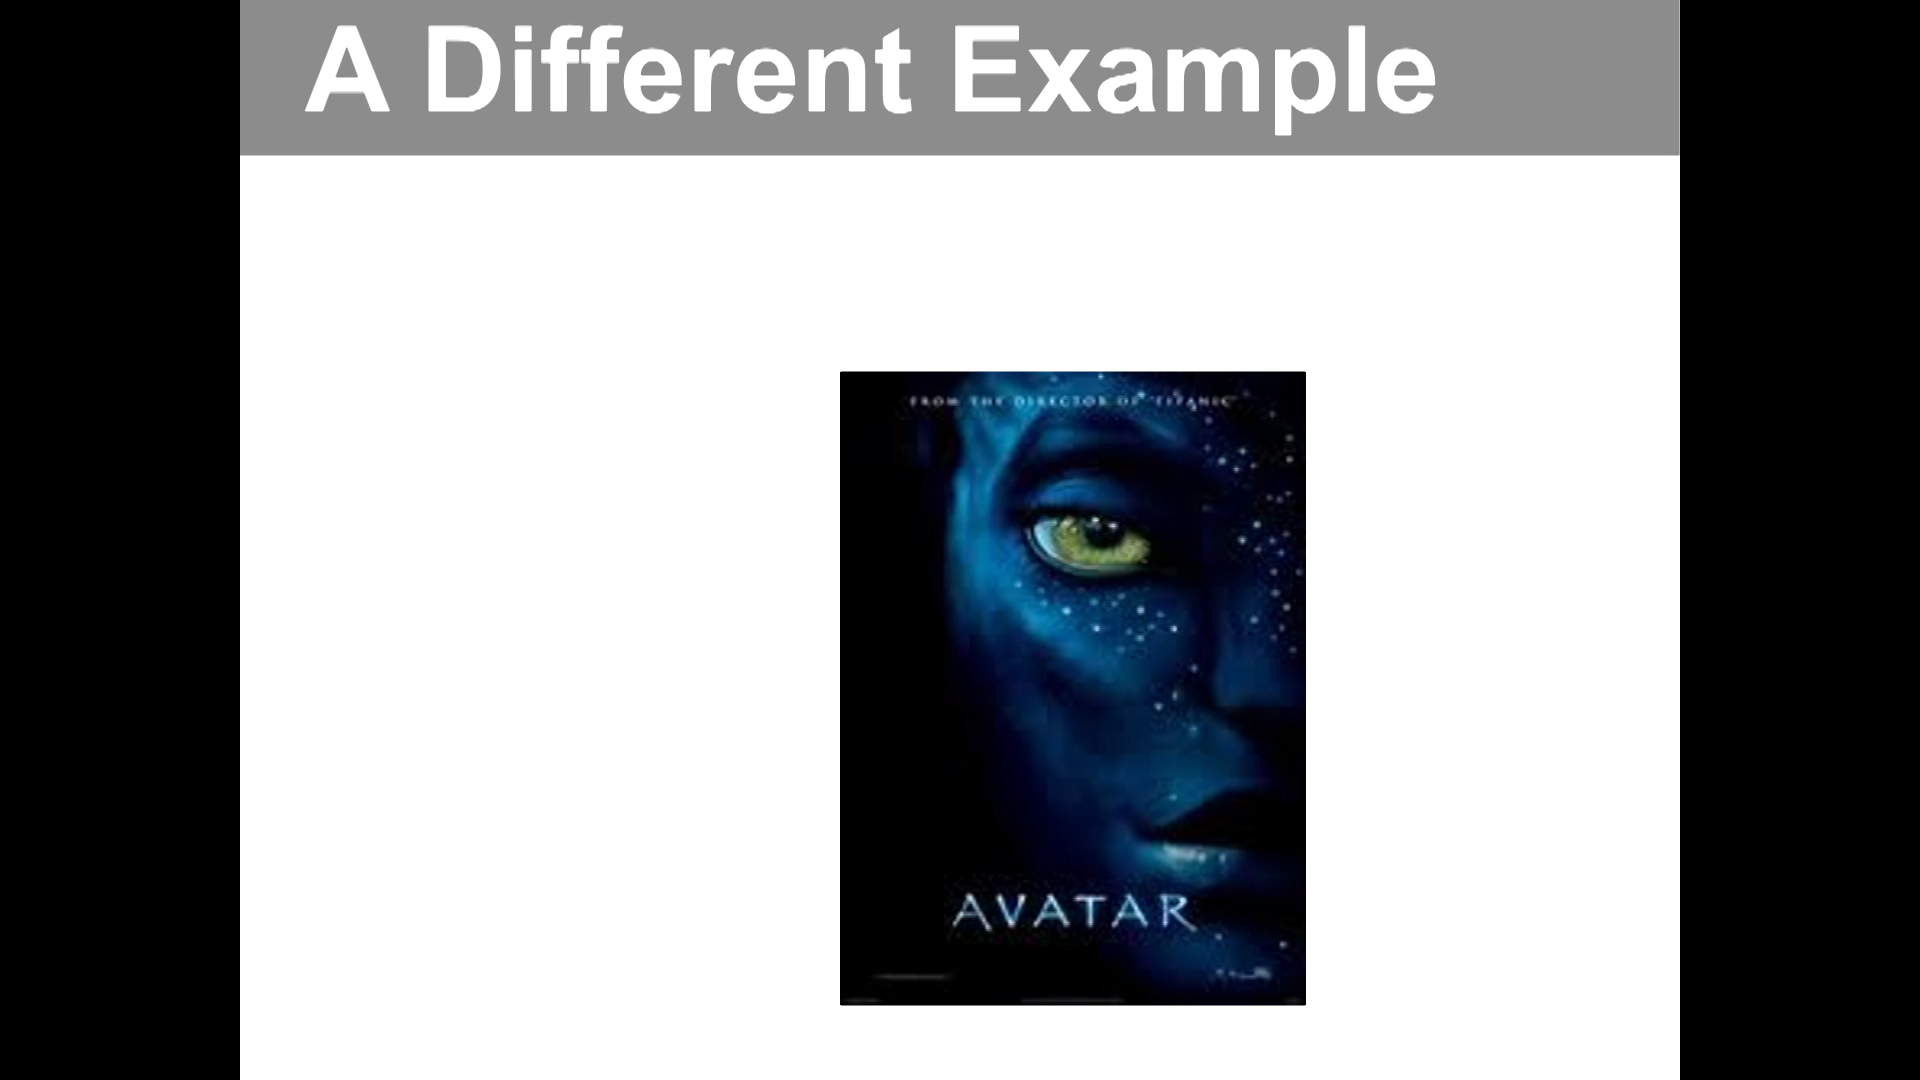 A Different Example
FROM THE DIRECTOR OF "TITANIC"
AVATAR